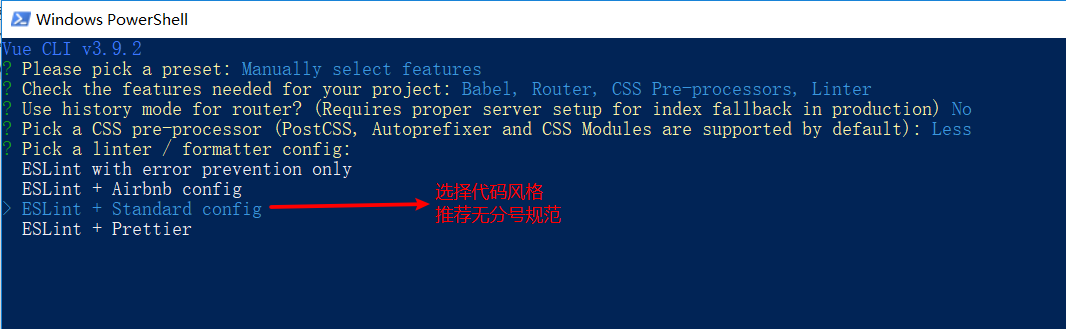 Windows PowerShell
Vue CLI v3.9.2
? Please pick a preset: Manually select features
? Check the features needed for your project: Babel, Router, CSS Pre-processors, Linter
? Use history mode for router? (Requires proper server setup for index fallback in production) No
? Pick a CSS pre-processor (PostCSS, Autoprefixer and CSS Modules are supported by default): Less
? Pick a linter / formatter config:
ESLint with error prevention only
ESLint + Airbnb config
> ESLint + Standard config
ESLint + Prettier
选择代码风格
推荐无分号规范